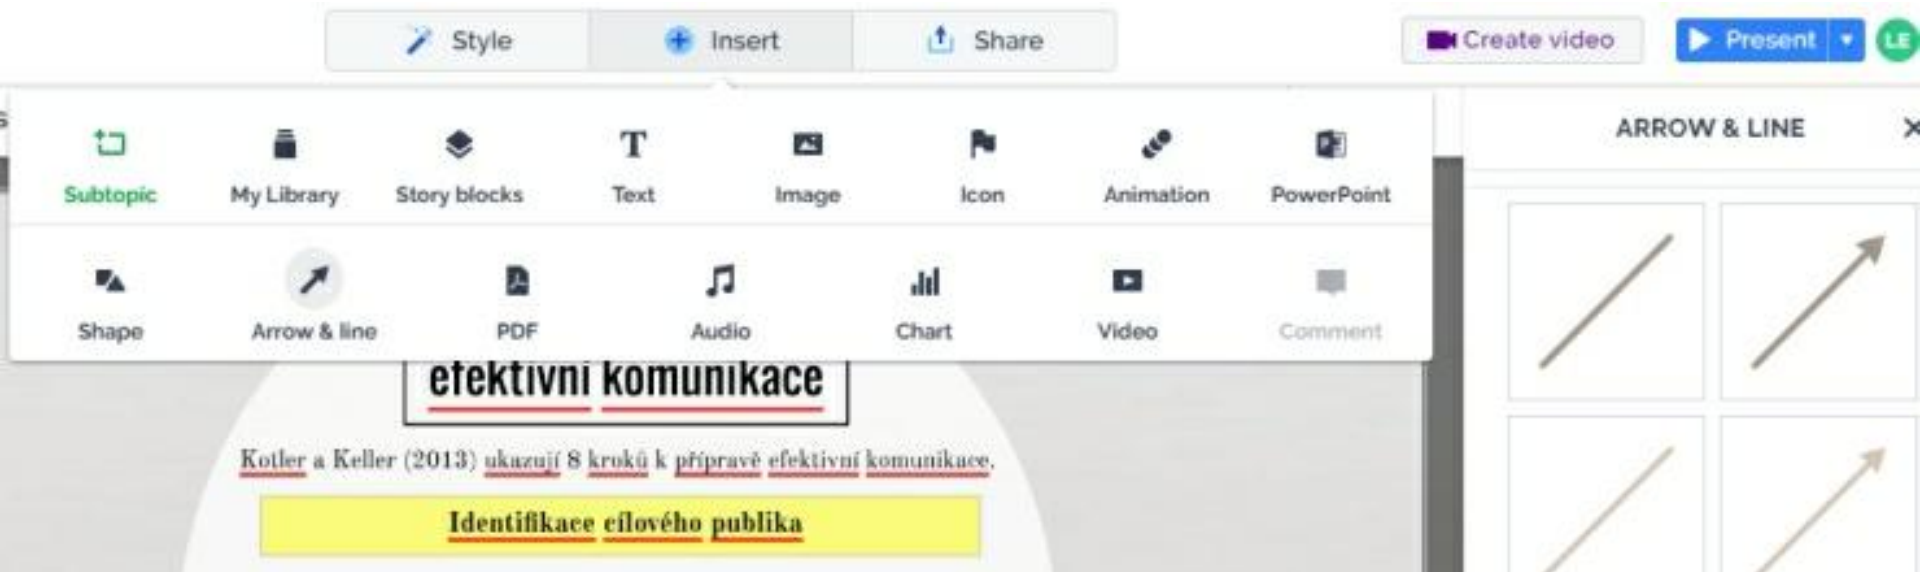 Style Insert Share Create video Present LE
ARROW & LINE
Subtopic My Library Story blocks Text Image Icon Animation PowerPoint
Shape Arrow & line PDF Audio Chart Video Comment
efektivní komunikace
Kotler a Keller (2013) ukazují 8 kroků k přípravě efektivní komunikace.
Identifikace cílového publika